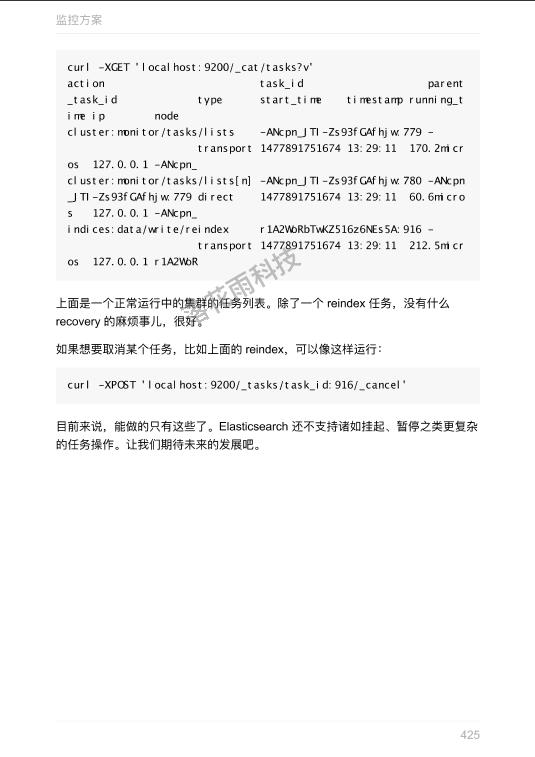 监控方案
curl -XGET 'localhost:9200/_cat/tasks?v'
action task_id parent
_task_id type start_time timestamp running_t
ime ip node
cluster:monitor/tasks/lists -ANcpn_JTI-Zs93fGAfhjw:779 -
transport 1477891751674 13:29:11 170.2micr
os 127.0.0.1 -ANcpn_
cluster:monitor/tasks/lists[n] -ANcpn_JTI-Zs93fGAfhjw:780 -ANcpn
_JTI-Zs93fGAfhjw:779 direct 1477891751674 13:29:11 60.6micro
s 127.0.0.1 -ANcpn_
indices:data/write/reindex r1A2WoRbTwKZ516z6NEs5A:916 -
transport 1477891751674 13:29:11 212.5micr
os 127.0.0.1 r1A2WoR
上面是一个正常运行中的集群的任务列表。除了一个 reindex 任务，没有什么
recovery 的麻烦事儿，很好。
落花雨科技
如果想要取消某个任务，比如上面的 reindex，可以像这样运行：
curl -XPOST 'localhost:9200/_tasks/task_id:916/_cancel'
目前来说，能做的只有这些了。Elasticsearch 还不支持诸如挂起、暂停之类更复杂
的任务操作。让我们期待未来的发展吧。
425